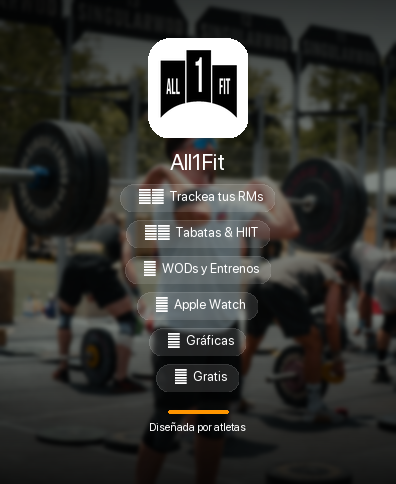 ALL 1 FIT
All1Fit
Trackea tus RMs
Tabatas & HIIT
WODs y Entrenos
Apple Watch
Gráficas
Gratis
Diseñada por atletas